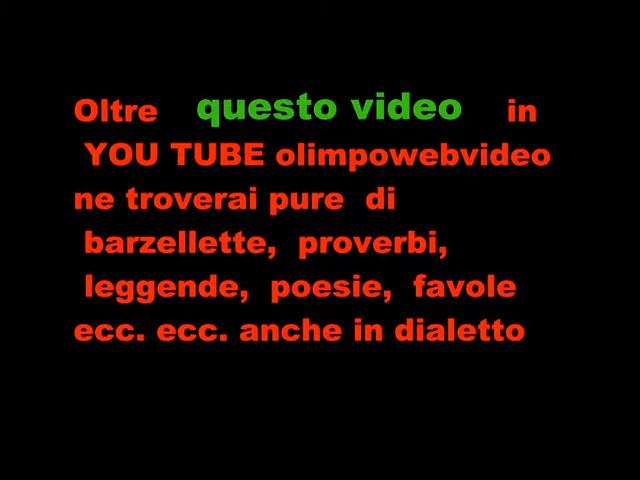 Oltre questo video in
YOU TUBE olimpowebvideo
ne troverai pure di
barzellette, proverbi,
leggende, poesie, favole
ecc. ecc. anche in dialetto